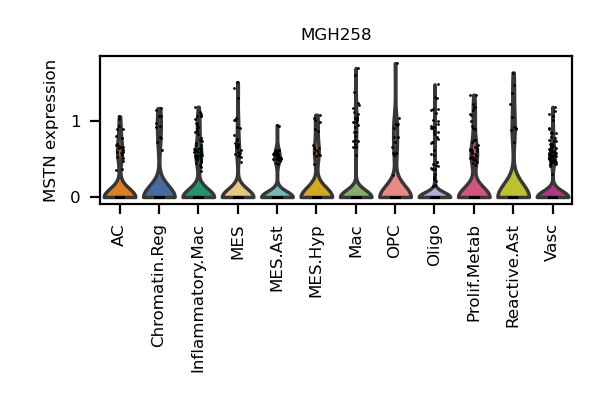 MGH258
MSTN expression
1
0
AC
Chromatin.Reg
Inflammatory.Mac
MES
MES.Ast
MES.Hyp
Mac
OPC
Oligo
Prolif.Metab
Reactive.Ast
Vasc